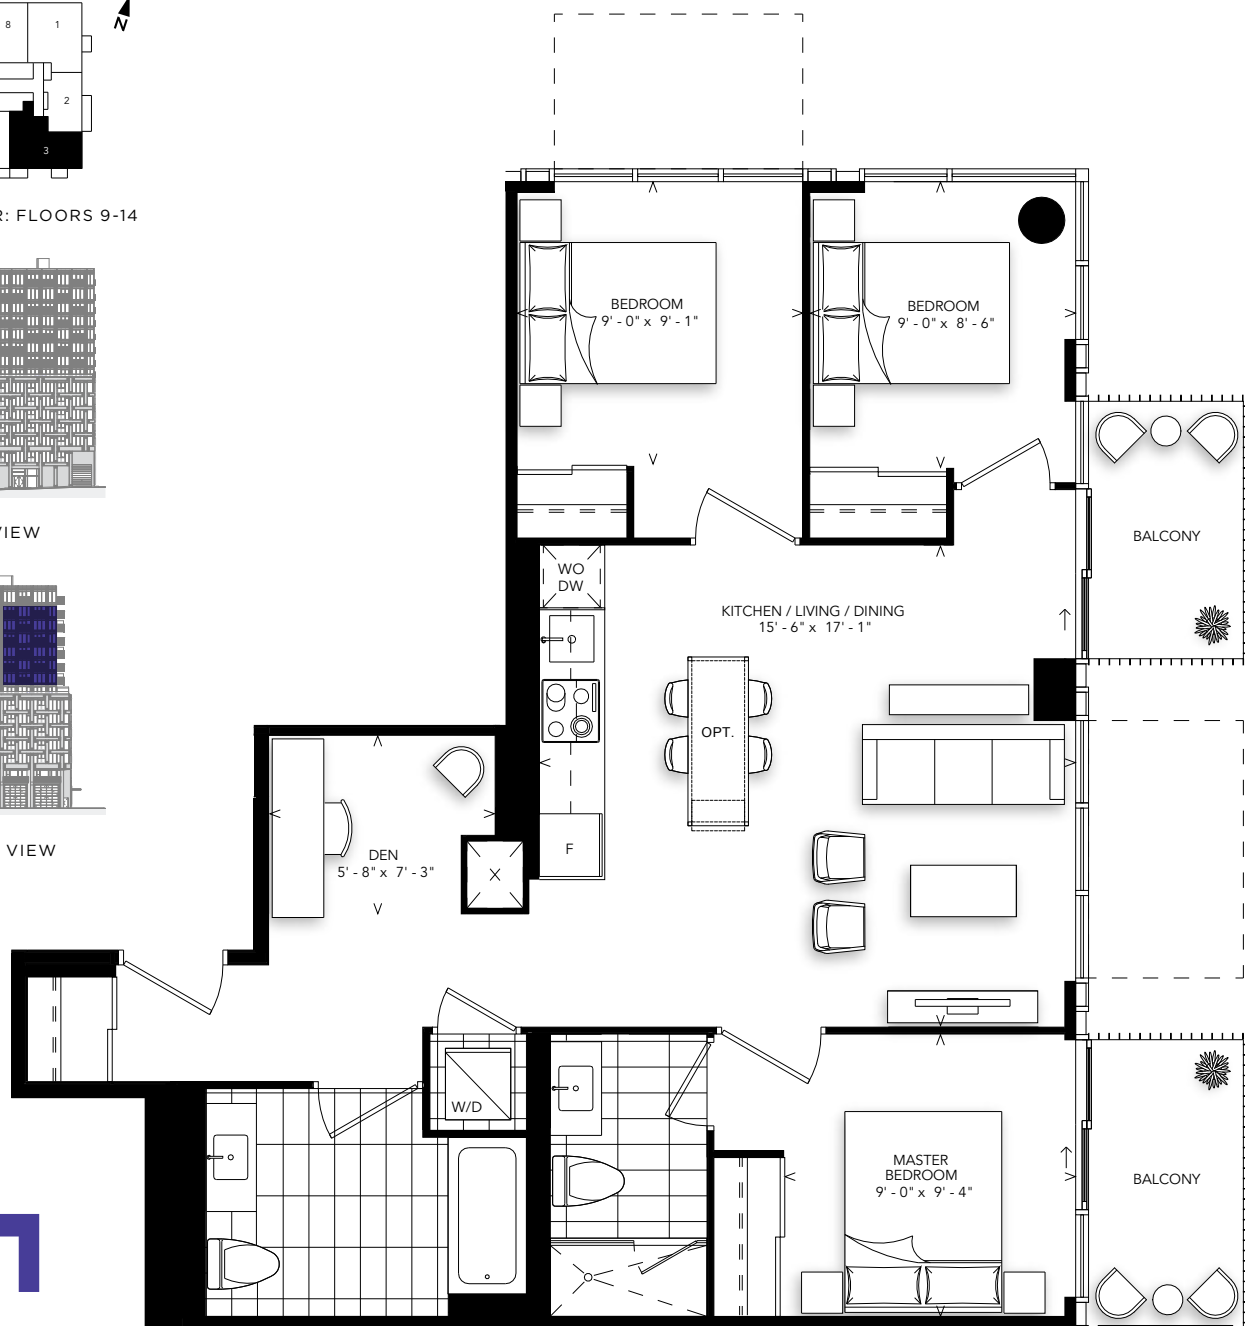 8
1
N
2
3
R: FLOORS 9-14
VIEW
VIEW
BEDROOM
9' - 0" x 9' - 1"
BEDROOM
9' - 0" x 8' - 6"
BALCONY
WO
DW
KITCHEN / LIVING / DINING
15' - 6" x 17' - 1"
OPT.
F
DEN
5' - 8" x 7' - 3"
W/D
MASTER
BEDROOM
9' - 0" x 9' - 4"
BALCONY